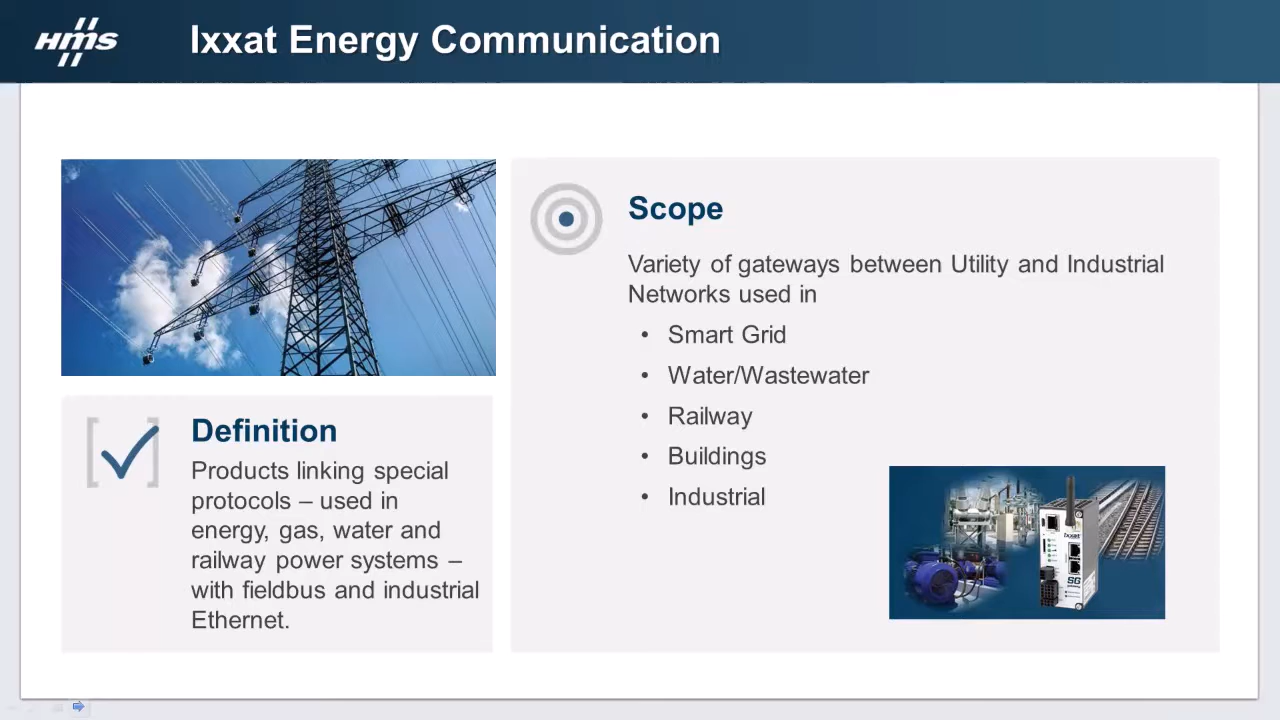 HMS
Ixxat Energy Communication
Scope
Variety of gateways between Utility and Industrial
Networks used in
• Smart Grid
• Water/Wastewater
• Railway
• Buildings
• Industrial
Definition
Products linking special
protocols – used in
energy, gas, water and
railway power systems –
with fieldbus and industrial
Ethernet.
Ixxat
SG